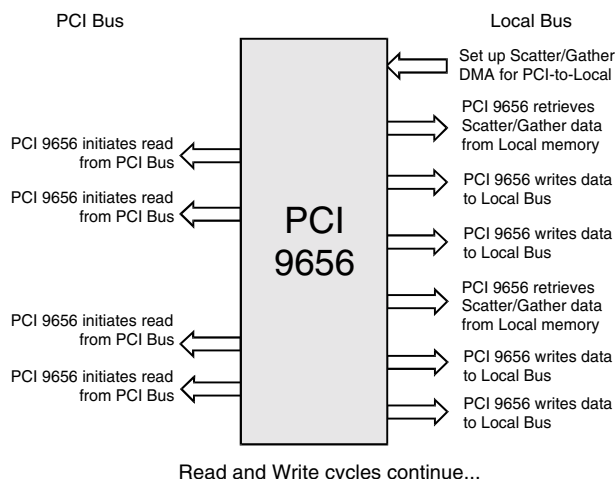 PCI Bus
Local Bus
Set up Scatter/Gather
DMA for PCI-to-Local
PCI 9656 retrieves
Scatter/Gather data
from Local memory
PCI 9656 initiates read
from PCI Bus
PCI 9656 writes data
to Local Bus
PCI 9656 initiates read
from PCI Bus
PCI
9656
PCI 9656 writes data
to Local Bus
PCI 9656 retrieves
Scatter/Gather data
from Local memory
PCI 9656 initiates read
from PCI Bus
PCI 9656 writes data
to Local Bus
PCI 9656 initiates read
from PCI Bus
PCI 9656 writes data
to Local Bus
Read and Write cycles continue...